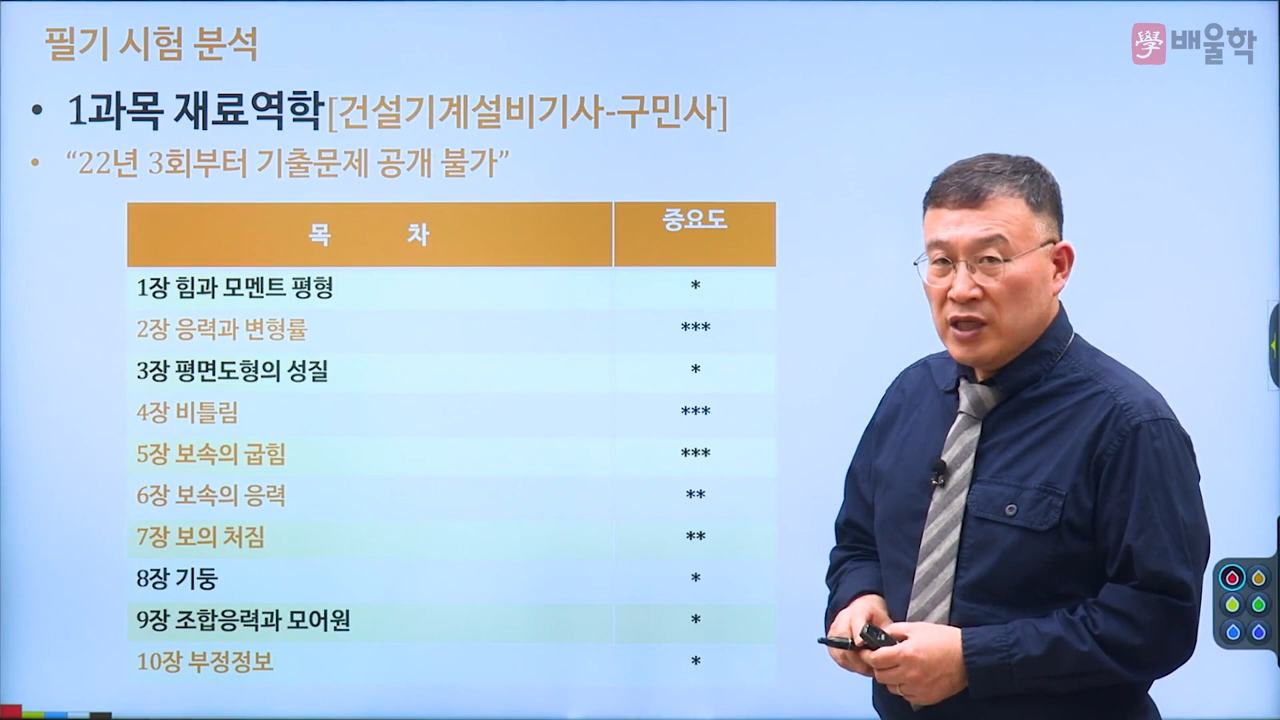 필기 시험 분석
學 배울학
• 1과목 재료역학[건설기계설비기사-구민사]
• “22년 3회부터 기출문제 공개 불가”
목 차 중요도
1장 힘과 모멘트 평형 *
2장 응력과 변형률 ***
3장 평면도형의 성질 *
4장 비틀림 ***
5장 보속의 굽힘 ***
6장 보속의 응력 **
7장 보의 처짐 **
8장 기둥 *
9장 조합응력과 모어원 *
10장 부정정보 *